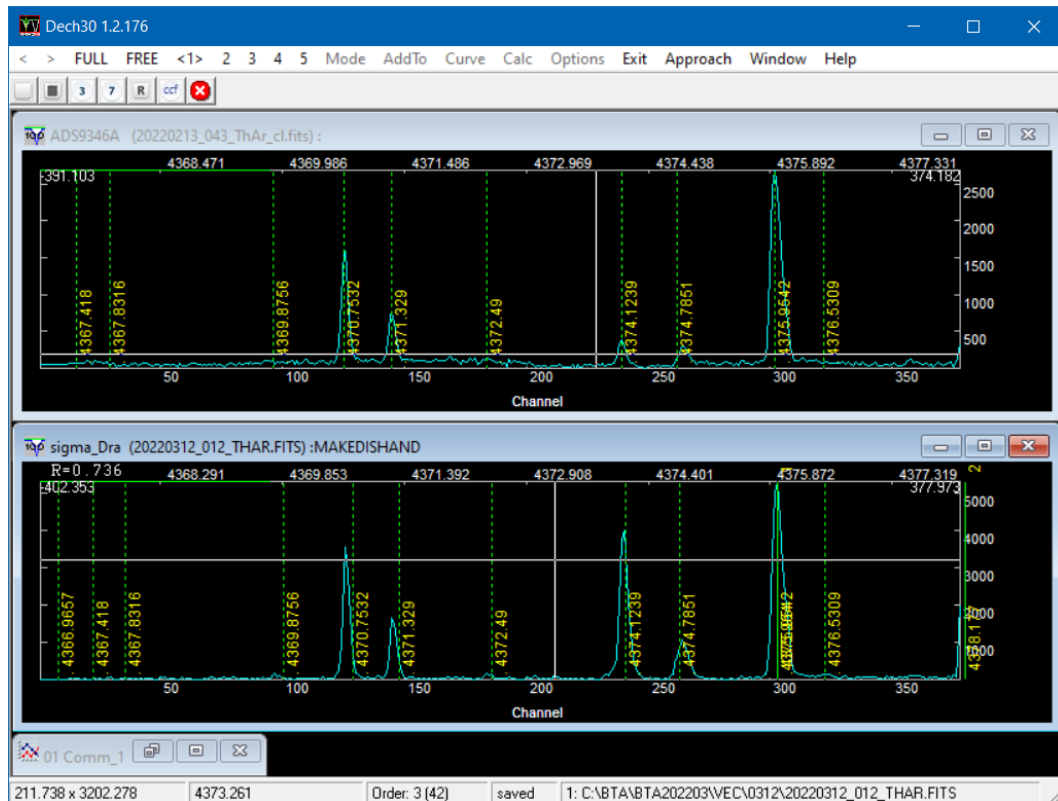 Dech30 1.2.176
< > FULL FREE <1> 2 3 4 5 Mode AddTo Curve Calc Options Exit Approach Window Help
3 7 R ccf
ADS9346A (20220213_043_ThAr_cl.fits) :
4368.471 4369.986 4371.486 4372.969 4374.438 4375.892 4377.331
-391.103 374.182
2500
2000
1500
1000
500
4367.418 4367.8316 4369.8756 4370.7532 4371.329 4372.49 4374.1239 4374.7851 4375.9542 4376.5309
50 100 150 200 250 300 350
Channel
sigma_Dra (20220312_012_THAR.FITS) :MAKEDISHAND
R=0.736 4368.291 4369.853 4371.392 4372.908 4374.401 4375.872 4377.319
-402.353 377.973
1 2
5000
4000
3000
2000
1000
4366.9657 4367.418 4367.8316 4369.8756 4370.7532 4371.329 4372.49 4374.1239 4374.7851 4376.5309
50 100 150 200 250 300 350
Channel
01 Comm_1
211.738 x 3202.278 4373.261 Order: 3 (42) saved 1: C:\BTA\BTA202203\VEC\0312\20220312_012_THAR.FITS